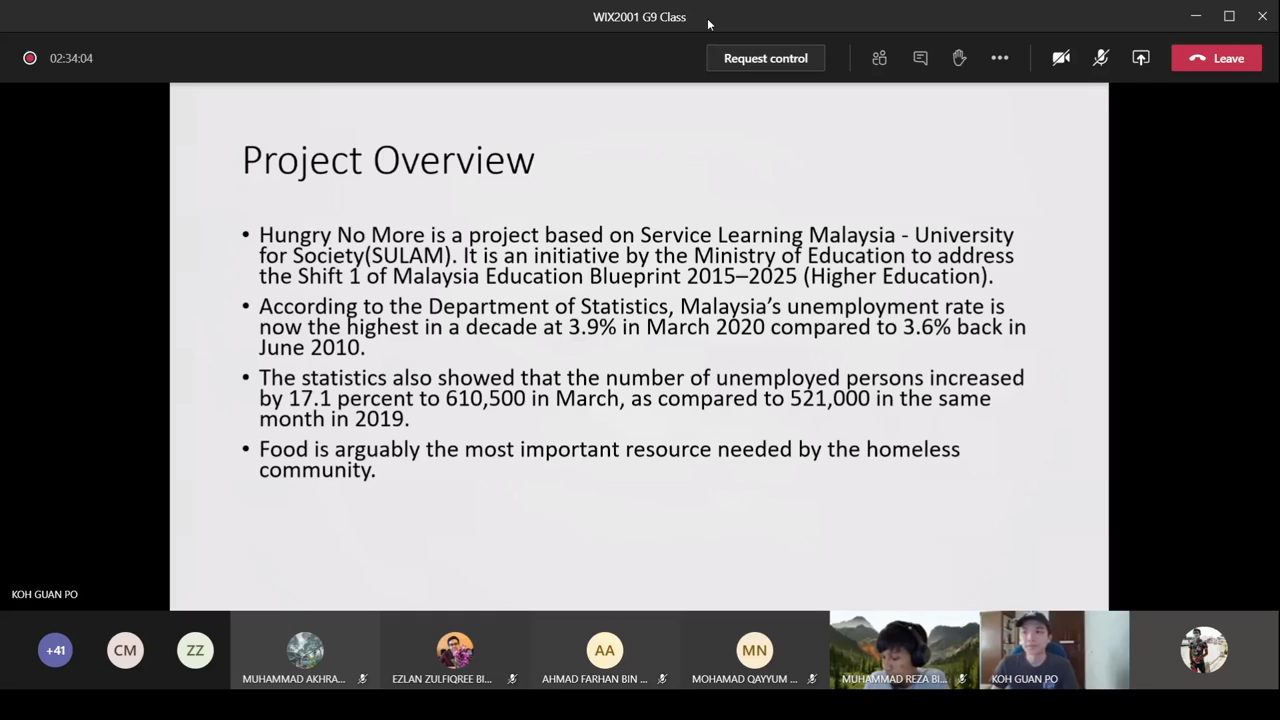 WIX2001 G9 Class
02:34:04
Request control
Leave
Project Overview
• Hungry No More is a project based on Service Learning Malaysia - University
for Society(SULAM). It is an initiative by the Ministry of Education to address
the Shift 1 of Malaysia Education Blueprint 2015–2025 (Higher Education).
• According to the Department of Statistics, Malaysia's unemployment rate is
now the highest in a decade at 3.9% in March 2020 compared to 3.6% back in
June 2010.
• The statistics also showed that the number of unemployed persons increased
by 17.1 percent to 610,500 in March, as compared to 521,000 in the same
month in 2019.
• Food is arguably the most important resource needed by the homeless
community.
KOH GUAN PO
+41
CM
ZZ
AA
MN
MUHAMMAD AKHRA...
EZLAN ZULFIQREE BI...
AHMAD FARHAN BIN ...
MOHAMAD QAYYUM ...
MUHAMMAD REZA BI...
KOH GUAN PO